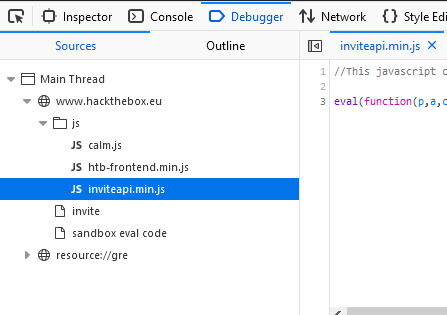 Inspector Console Debugger Network Style Edi
Sources Outline inviteapi.min.js
Main Thread
www.hackthebox.eu
js
JS calm.js
JS htb-frontend.min.js
JS inviteapi.min.js
invite
sandbox eval code
resource://gre
1 //This javascript c
2
3 eval(function(p,a,c